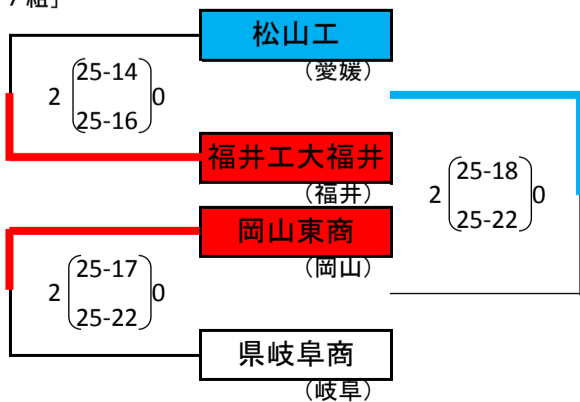 松山工
(愛媛)
25-14
2 0
25-16
福井工大福井
(福井)
25-18
2 0
25-22
岡山東商
(岡山)
25-17
2 0
25-22
県岐阜商
(岐阜)